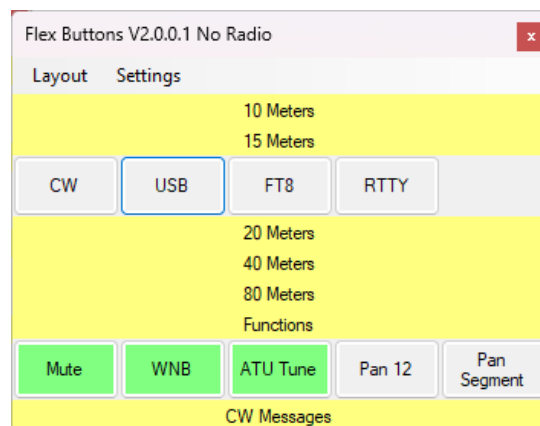 Flex Buttons V2.0.0.1 No Radio x
Layout Settings
10 Meters
15 Meters
CW USB FT8 RTTY
20 Meters
40 Meters
80 Meters
Functions
Mute WNB ATU Tune Pan 12 Pan Segment
CW Messages